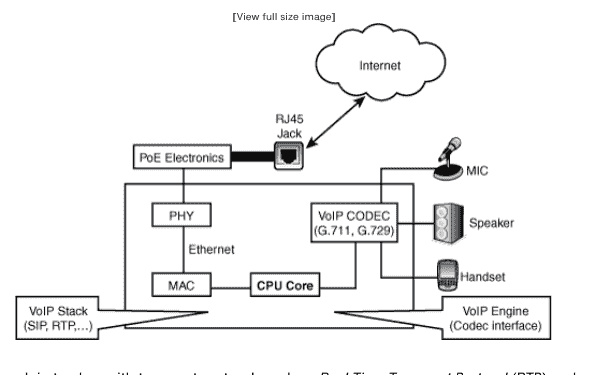 [View full size image]
Internet
RJ45
Jack
PoE Electronics
MIC
PHY
VoIP CODEC
(G.711, G.729)
Speaker
Ethernet
MAC
CPU Core
Handset
VoIP Stack
(SIP, RTP,...)
VoIP Engine
(Codec interface)